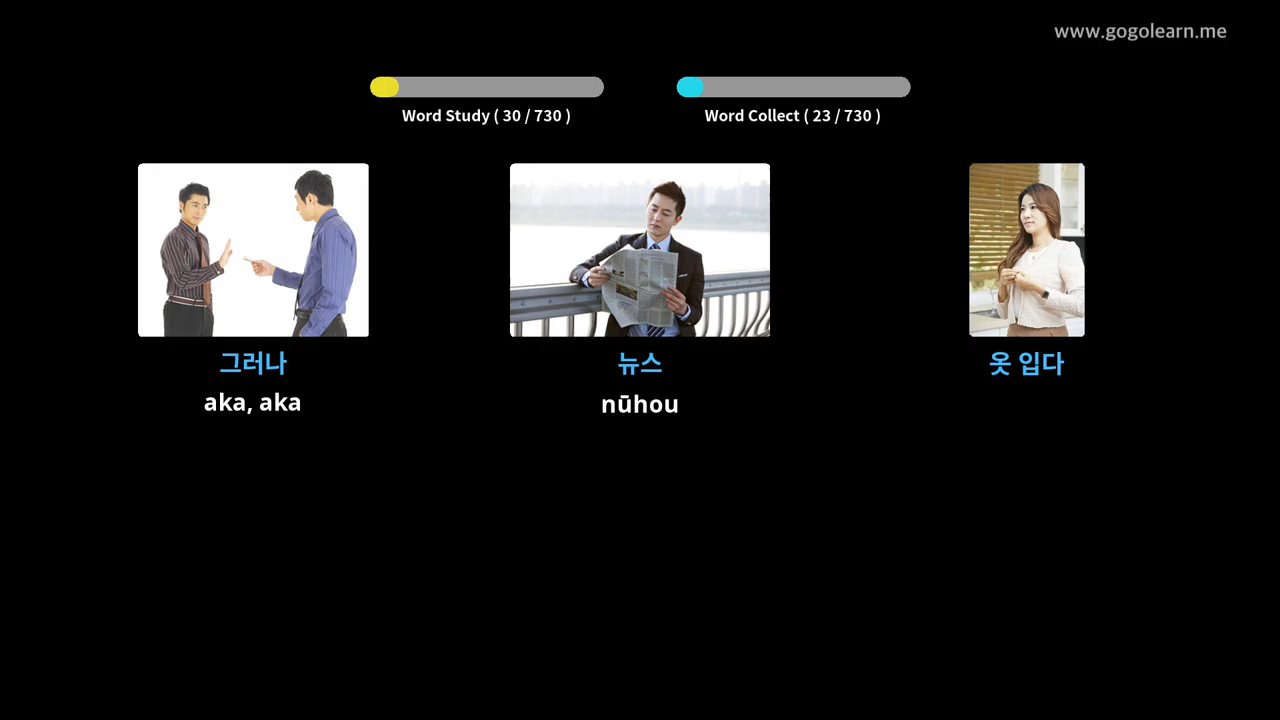 www.gogolearn.me
Word Study ( 30 / 730 )
Word Collect ( 23 / 730 )
그러나
뉴스
옷 입다
aka, aka
nūhou